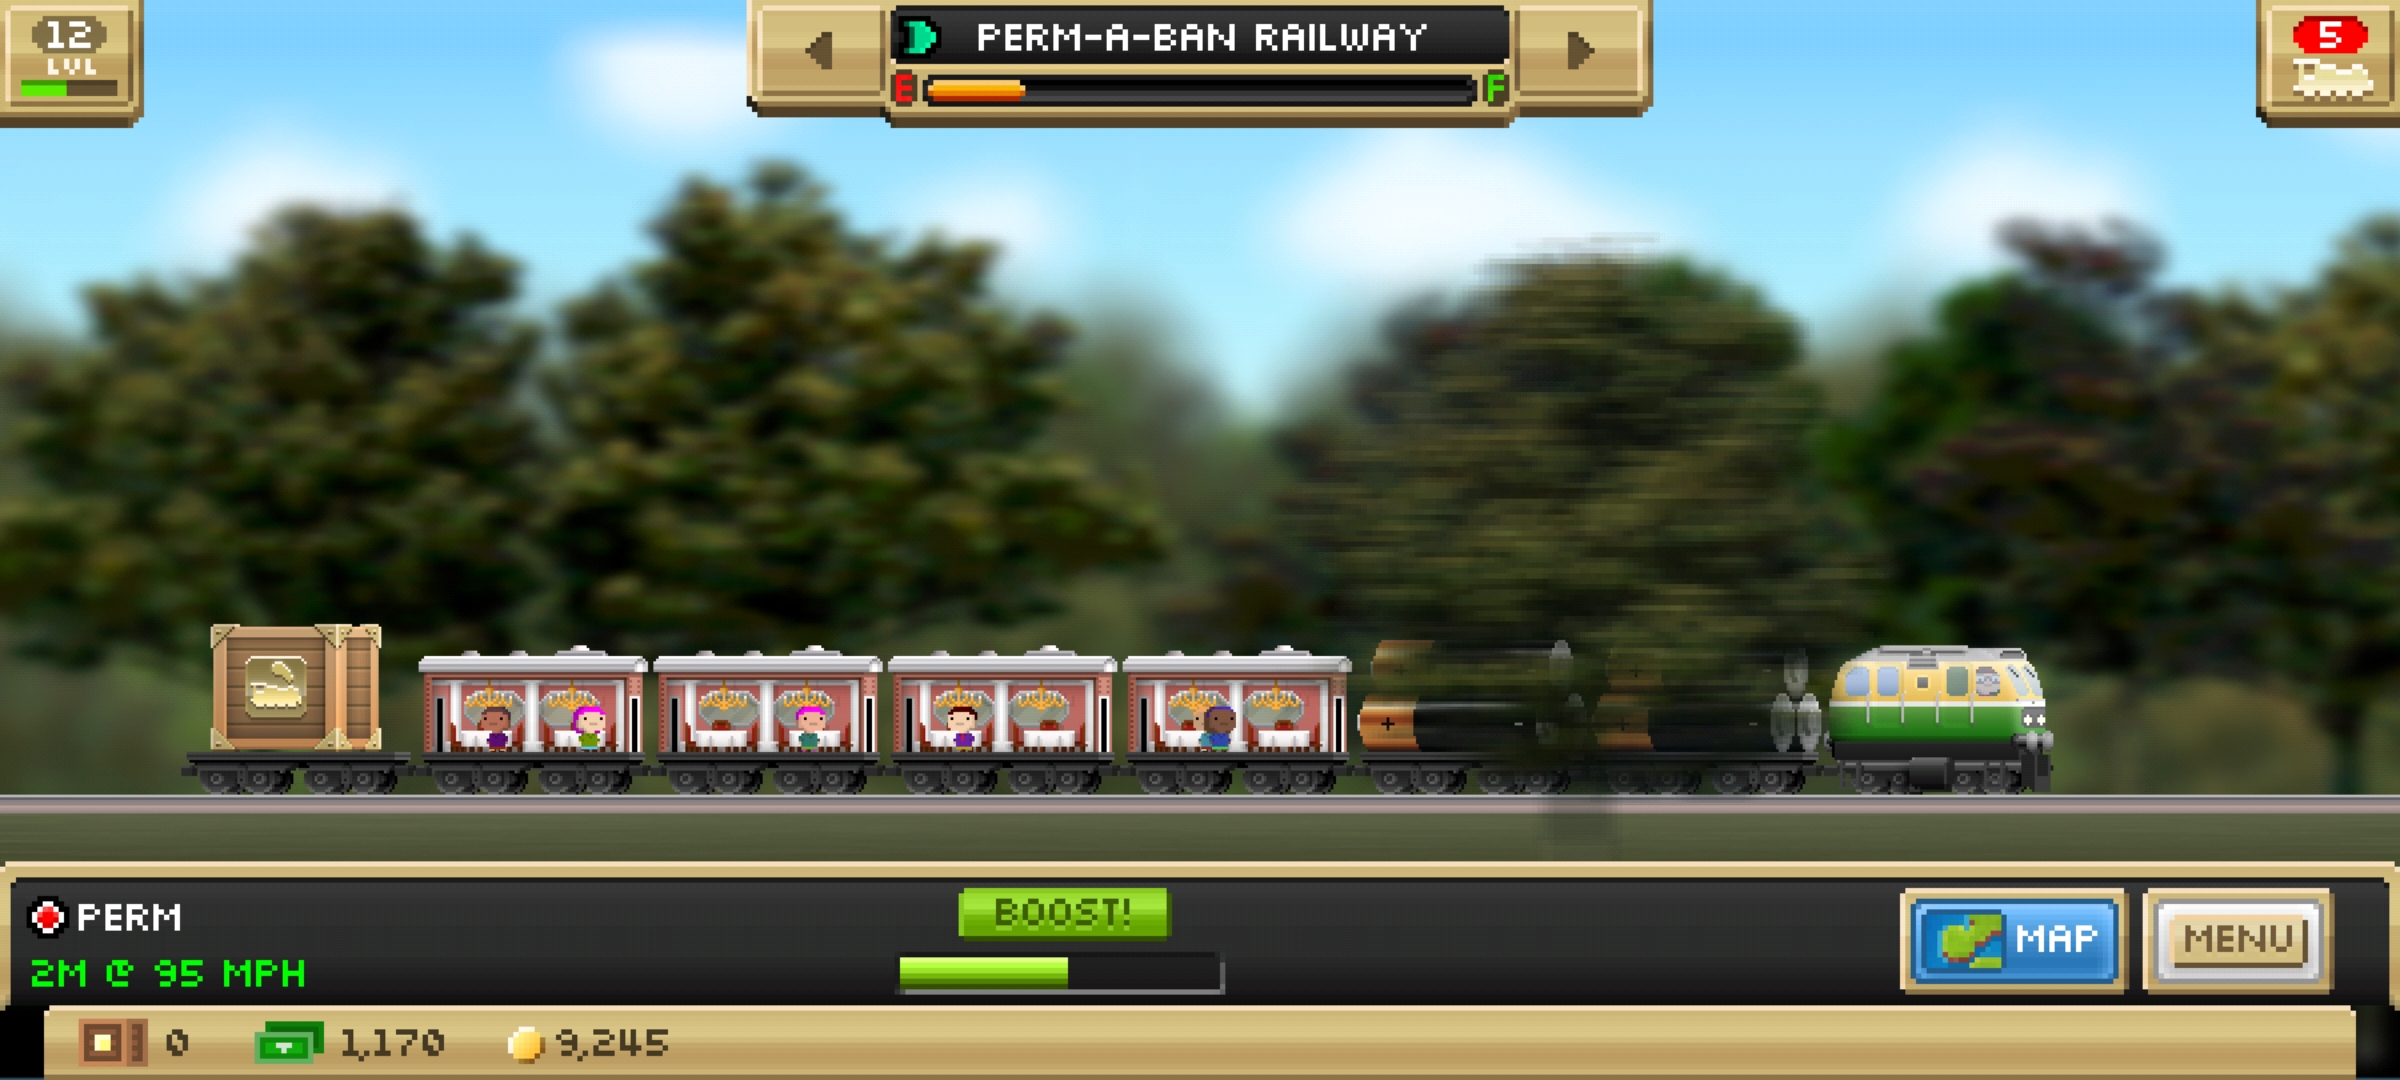 12
LVL
PERM-A-BAN RAILWAY
E F
5
PERM
2M @ 95 MPH
BOOST!
MAP
MENU
0 1,170 9,245